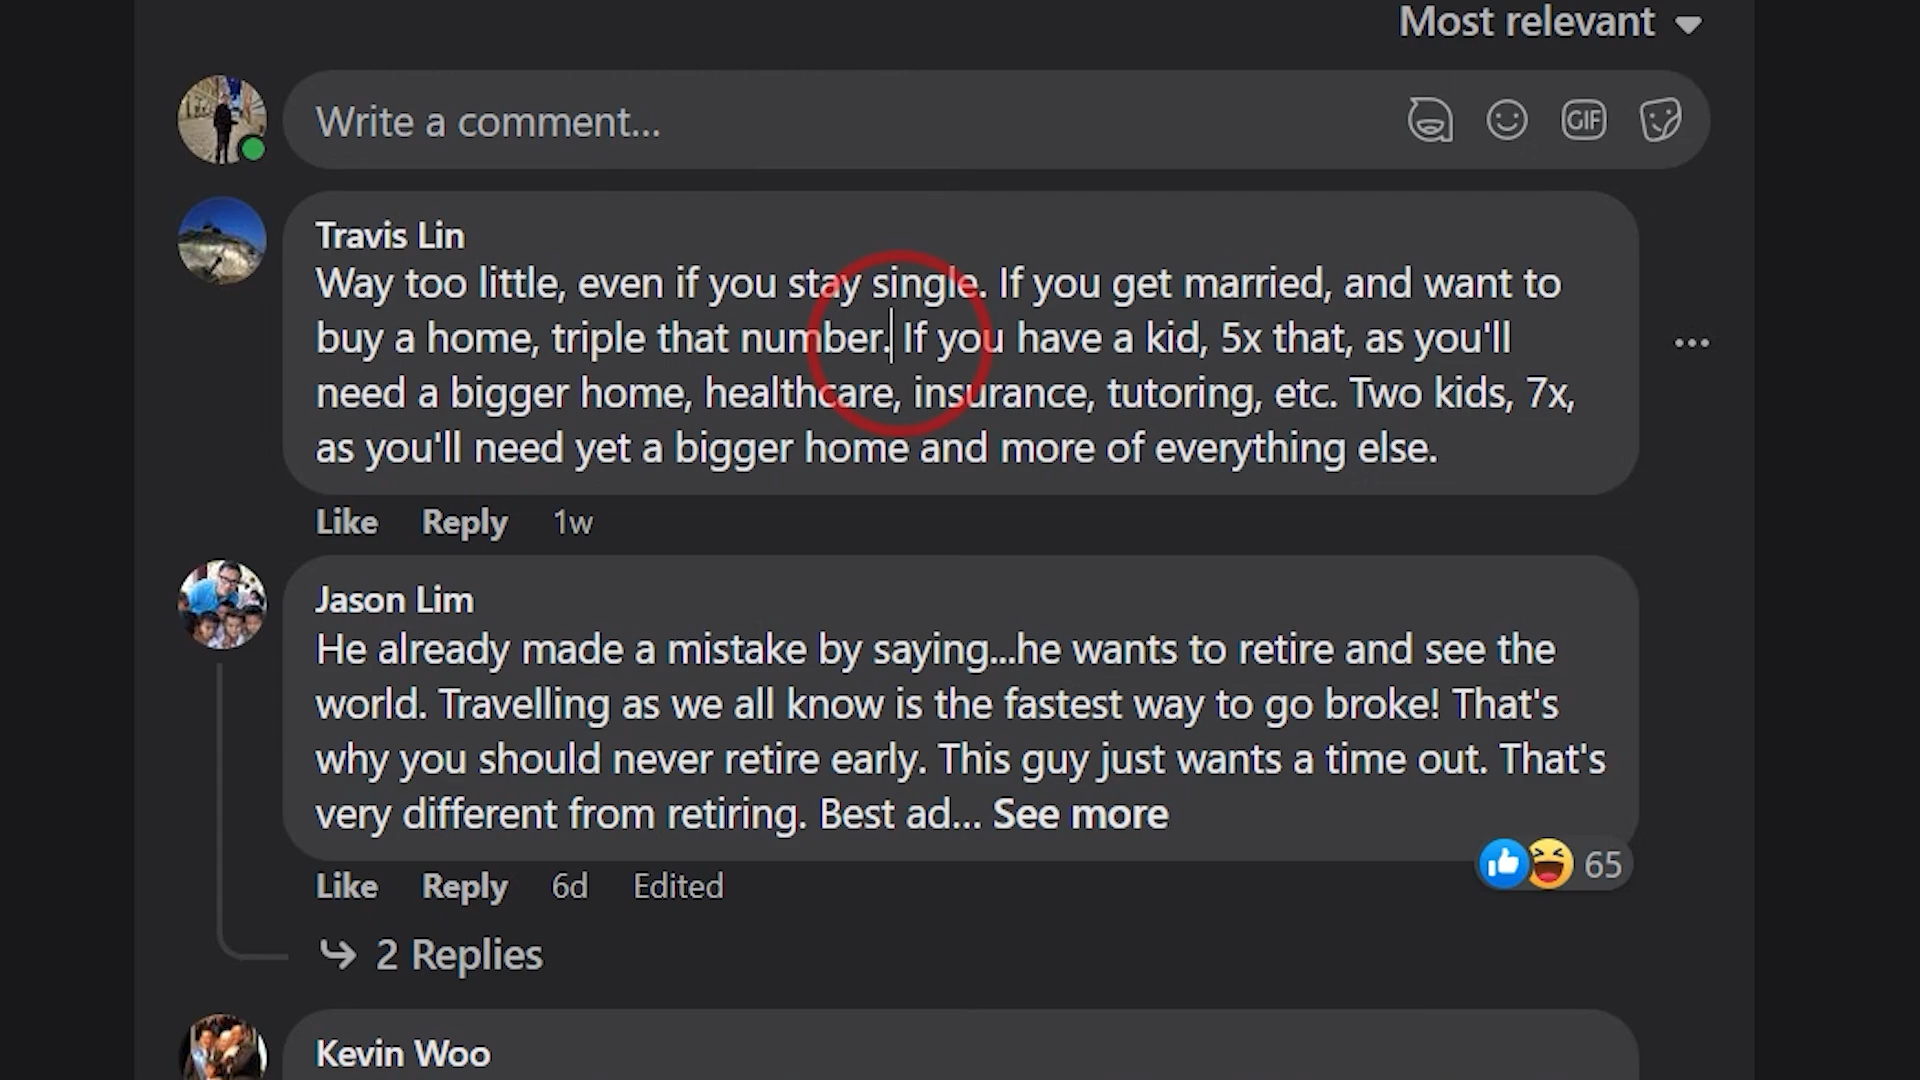 Most relevant
Write a comment...
GIF
Travis Lin
Way too little, even if you stay single. If you get married, and want to
buy a home, triple that number. If you have a kid, 5x that, as you'll
need a bigger home, healthcare, insurance, tutoring, etc. Two kids, 7x,
as you'll need yet a bigger home and more of everything else.
Like Reply 1w
Jason Lim
He already made a mistake by saying...he wants to retire and see the
world. Travelling as we all know is the fastest way to go broke! That's
why you should never retire early. This guy just wants a time out. That's
very different from retiring. Best ad... See more
65
Like Reply 6d Edited
2 Replies
Kevin Woo